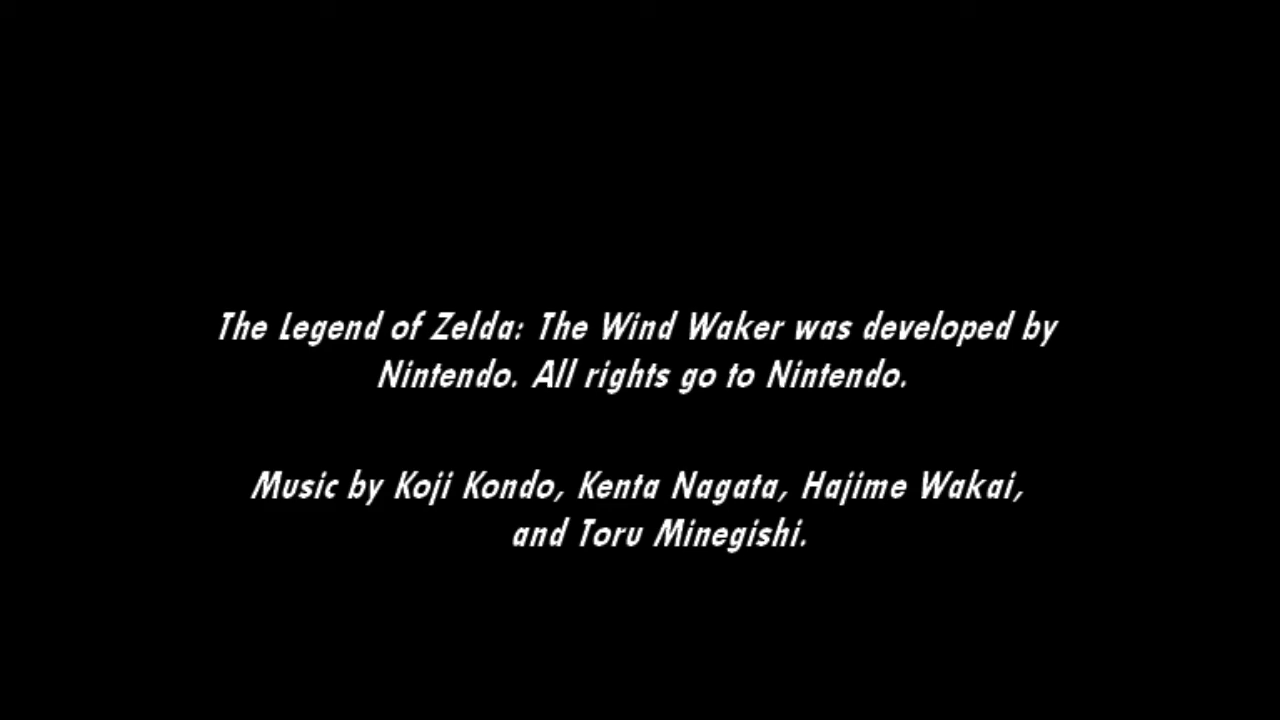 The Legend of Zelda: The Wind Waker was developed by
Nintendo. All rights go to Nintendo.
Music by Koji Kondo, Kenta Nagata, Hajime Wakai,
and Toru Minegishi.